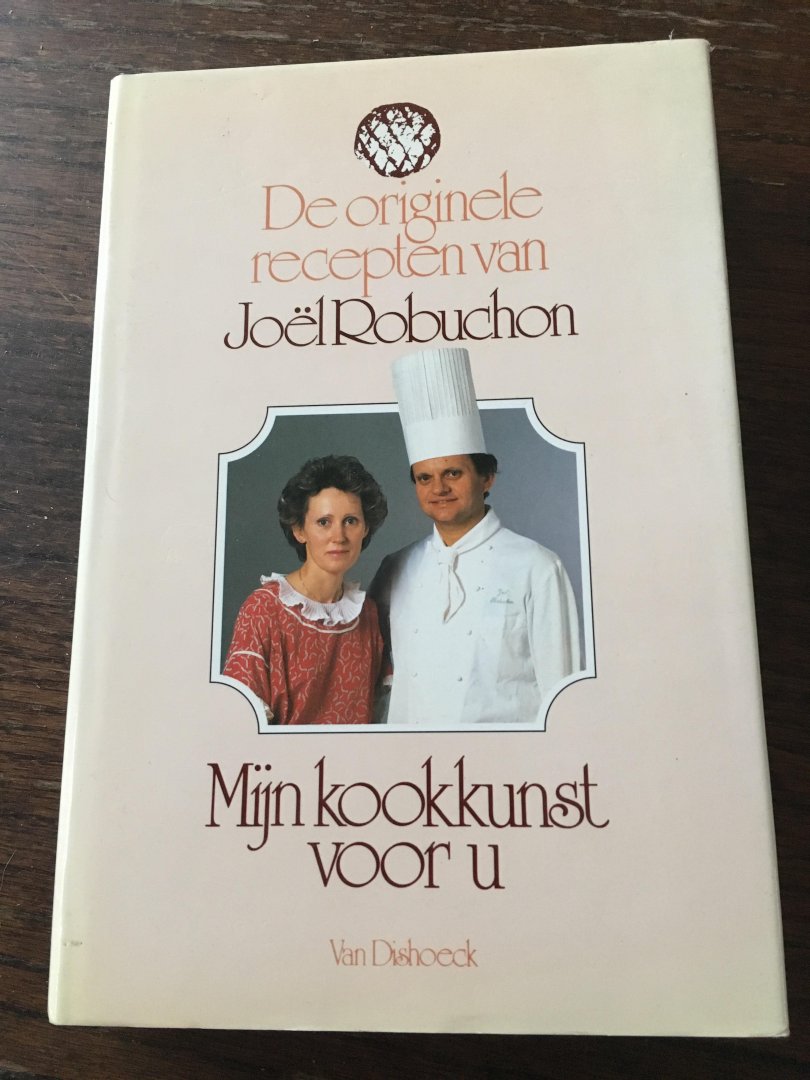 De originele
recepten van
Joël Robuchon
Mijn kookkunst
voor u
Van Dishoeck